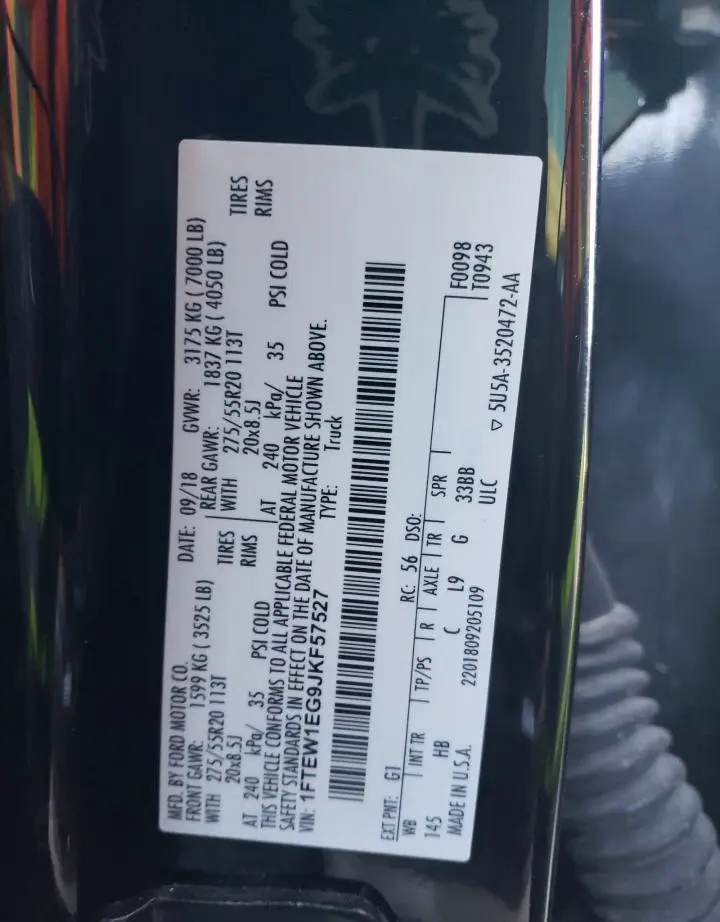 MFD. BY FORD MOTOR CO.
DATE: 09/18 GVWR: 3175 KG ( 7000 LB)
FRONT GAWR: 1599 KG ( 3525 LB)
REAR GAWR: 1837 KG ( 4050 LB)
WITH 275/55R20 113T TIRES
WITH 275/55R20 113T TIRES
20x8.5J RIMS
20x8.5J RIMS
AT 240 kPa/ 35 PSI COLD
AT 240 kPa/ 35 PSI COLD
THIS VEHICLE CONFORMS TO ALL APPLICABLE FEDERAL MOTOR VEHICLE
SAFETY STANDARDS IN EFFECT ON THE DATE OF MANUFACTURE SHOWN ABOVE.
VIN: 1FTEW1EG9JKF57527
TYPE: Truck
EXT PNT: G1 RC: 56 DSO:
F0098
T0943
WB INT TR TP/PS R AXLE TR SPR
145 HB C L9 G 33BB
MADE IN U.S.A. 2201809205109 ULC
▽ 5U5A-3520472-AA